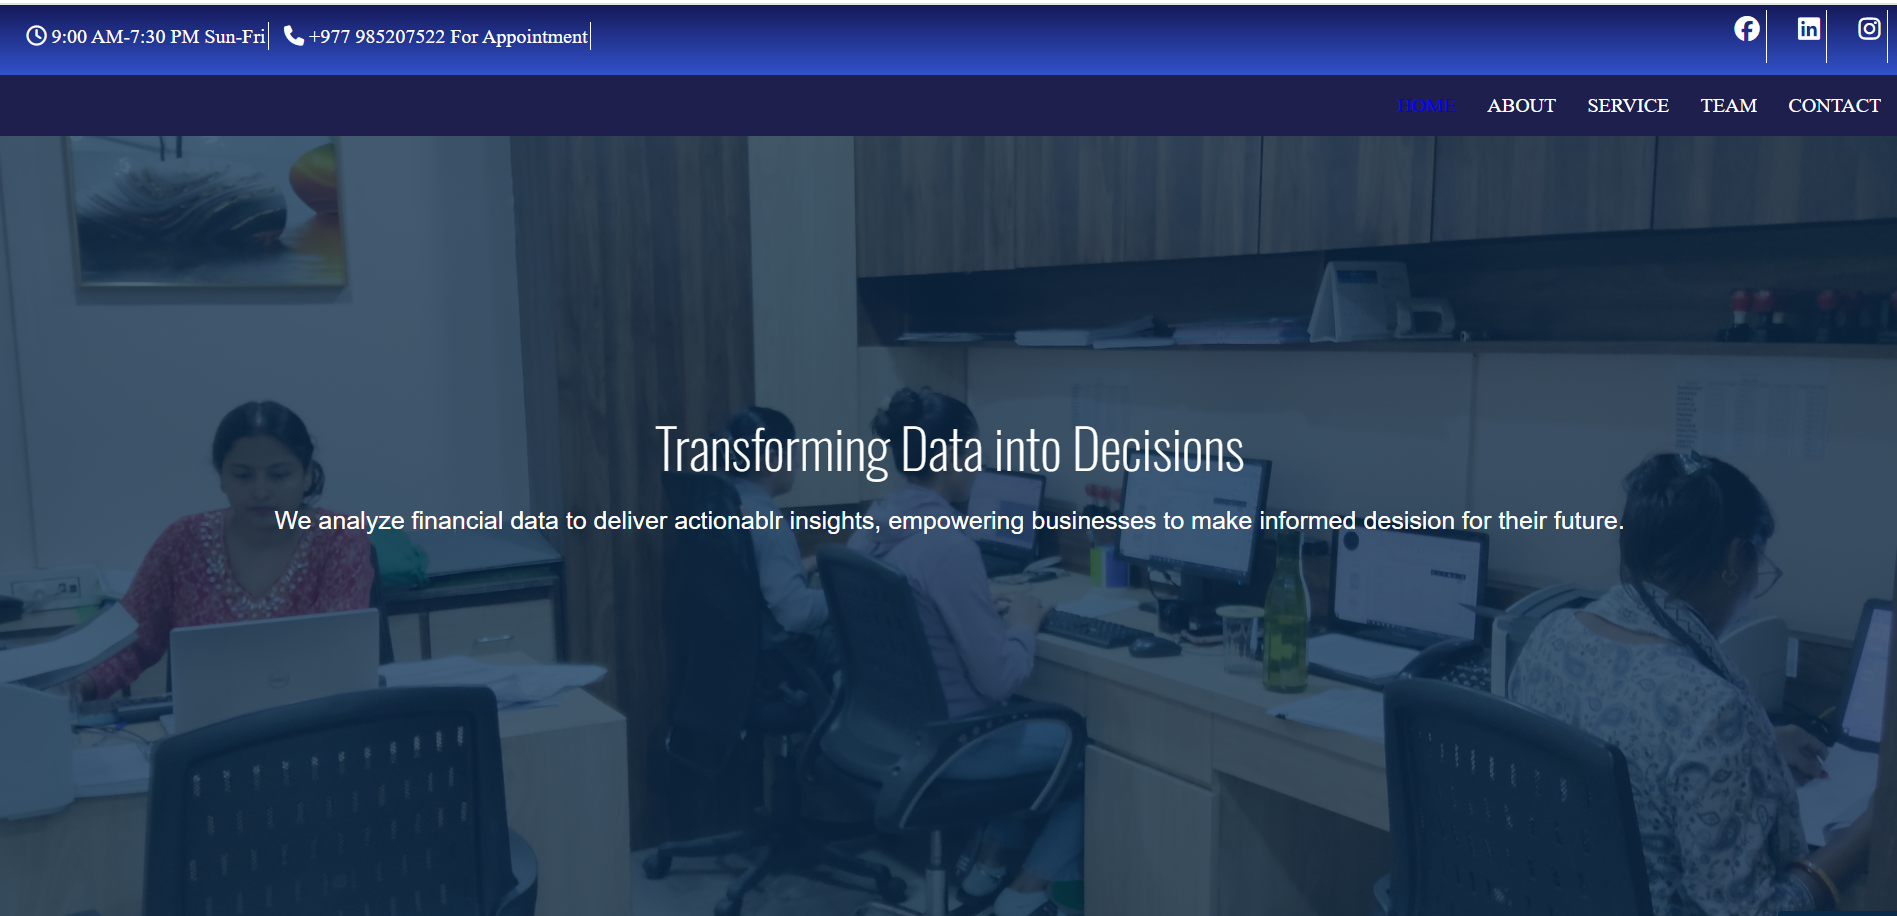 9:00 AM-7:30 PM Sun-Fri +977 985207522 For Appointment
HOME ABOUT SERVICE TEAM CONTACT
Transforming Data into Decisions
We analyze financial data to deliver actionablr insights, empowering businesses to make informed desision for their future.